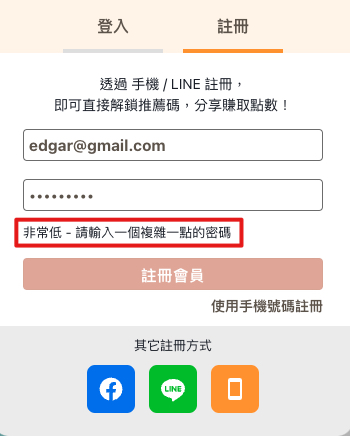 登入
註冊
透過 手機 / LINE 註冊，
即可直接解鎖推薦碼，分享賺取點數！
edgar@gmail.com
•••••••••
非常低 - 請輸入一個複雜一點的密碼
註冊會員
使用手機號碼註冊
其它註冊方式
LINE